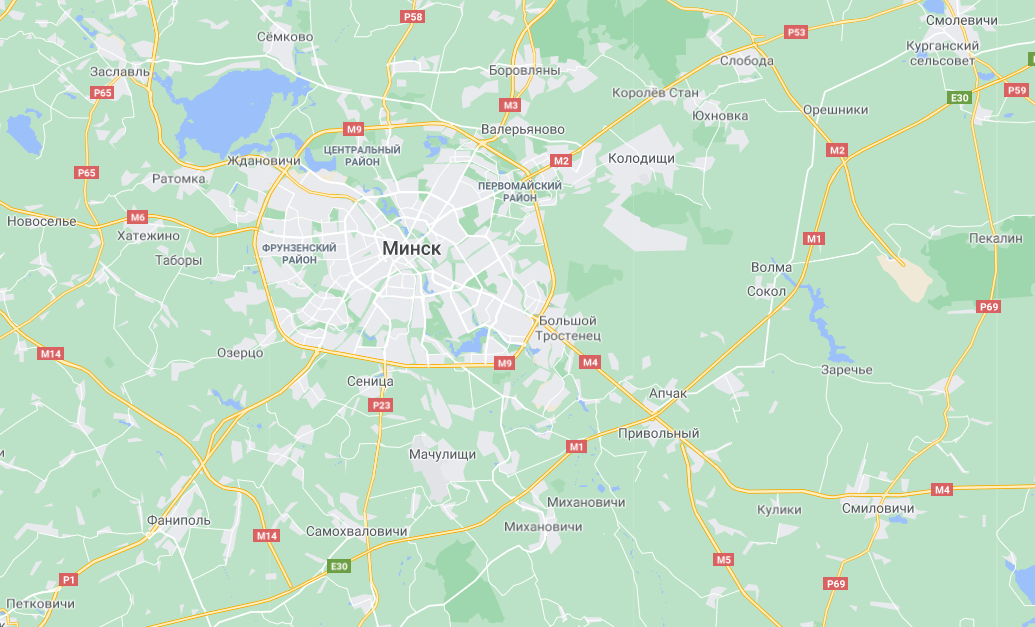 P58
Сёмково
P53
Смолевичи
Курганский
сельсовет
Слобода
Заславль
Боровляны
P65
Королёв Стан
E30
P59
M3
Юхновка
Орешники
M9
Валерьяново
ЦЕНТРАЛЬНЫЙ
РАЙОН
Ждановичи
M2
Колодищи
M2
P65
Ратомка
ПЕРВОМАЙСКИЙ
РАЙОН
Новоселье
M6
Хатежино
ФРУНЗЕНСКИЙ
РАЙОН
Минск
M1
Пекалин
Таборы
Волма
Сокол
P69
Большой
Тростенец
M14
Озерцо
M9
M4
Сеница
Заречье
P23
Апчак
Привольный
M1
Мачулищи
M4
Михановичи
Кулики
Смиловичи
Фаниполь
Михановичи
Самохваловичи
M14
E30
M5
P1
P69
Петковичи